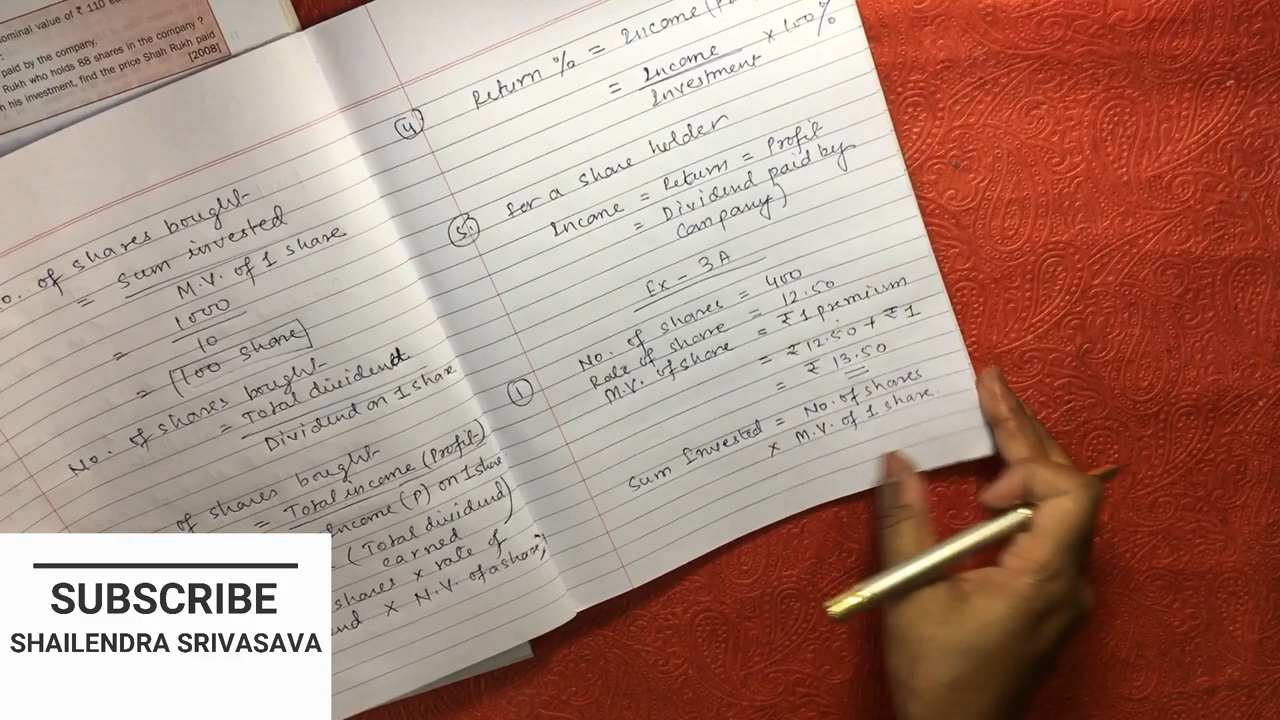 nominal value of ₹ 110
paid by the company.
Rukh who holds 88 shares in the company ?
his investment, find the price Shah Rukh paid
[2008]
of shares bought
= Sum invested
M.V. of 1 share
= 1000
10
= (100 share]
No. of shares bought
= Total dividend
Dividend on 1 share
of shares bought
= Total income (Profit)
Income (P) on 1 share
(Total dividend)
earned
shares × rate of
× N.V. of a share)
(4) Return % = Income
= Income × 100%
Investment
(5) for a share holder
Income = Return = Profit
= Dividend paid by
Company)
Ex - 3A
(1) No. of shares = 400
Rate of share = 12.50
M.V. of share = ₹ 1 premium
= ₹ 12.50 + ₹ 1
= ₹ 13.50
Sum Invested = No. of shares
× M.V. of 1 share.
SUBSCRIBE
SHAILENDRA SRIVASAVA